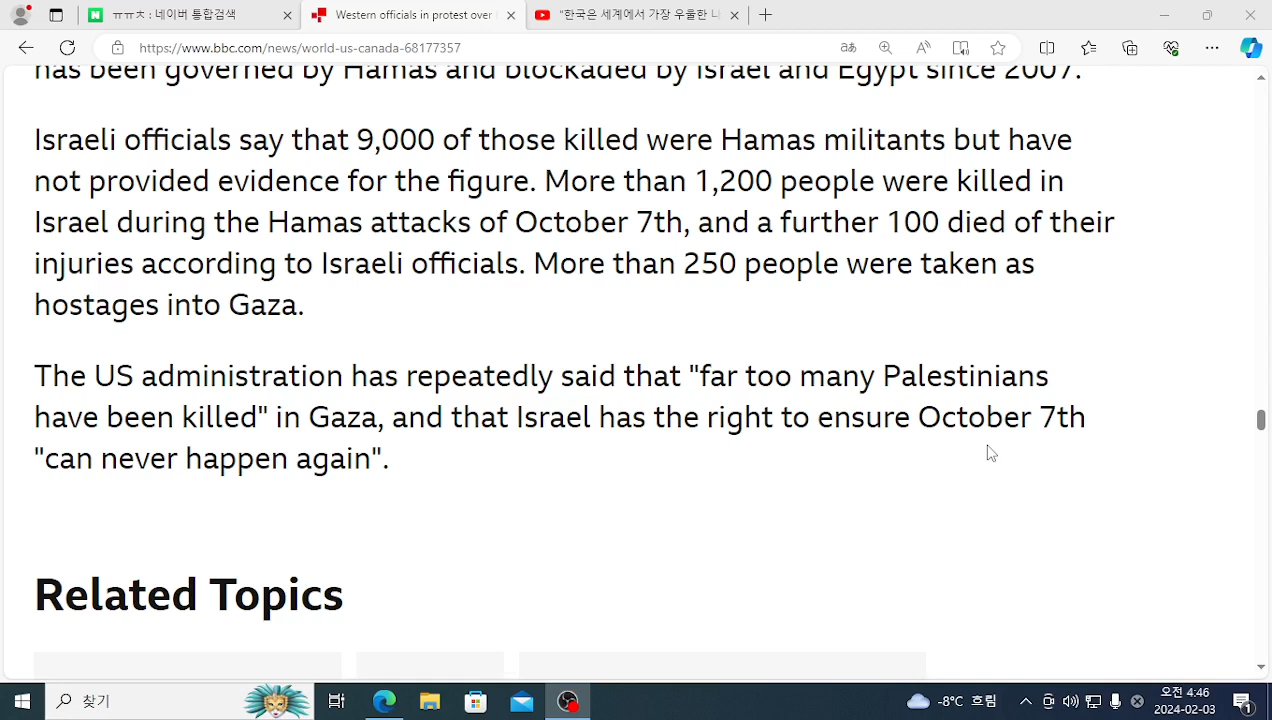 ㅠㅠㅊ : 네이버 통합검색
Western officials in protest over
"한국은 세계에서 가장 우울한 나
https://www.bbc.com/news/world-us-canada-68177357
has been governed by Hamas and blockaded by Israel and Egypt since 2007.
Israeli officials say that 9,000 of those killed were Hamas militants but have
not provided evidence for the figure. More than 1,200 people were killed in
Israel during the Hamas attacks of October 7th, and a further 100 died of their
injuries according to Israeli officials. More than 250 people were taken as
hostages into Gaza.
The US administration has repeatedly said that "far too many Palestinians
have been killed" in Gaza, and that Israel has the right to ensure October 7th
"can never happen again".
Related Topics
찾기
-8°C 흐림
오전 4:46
2024-02-03
1